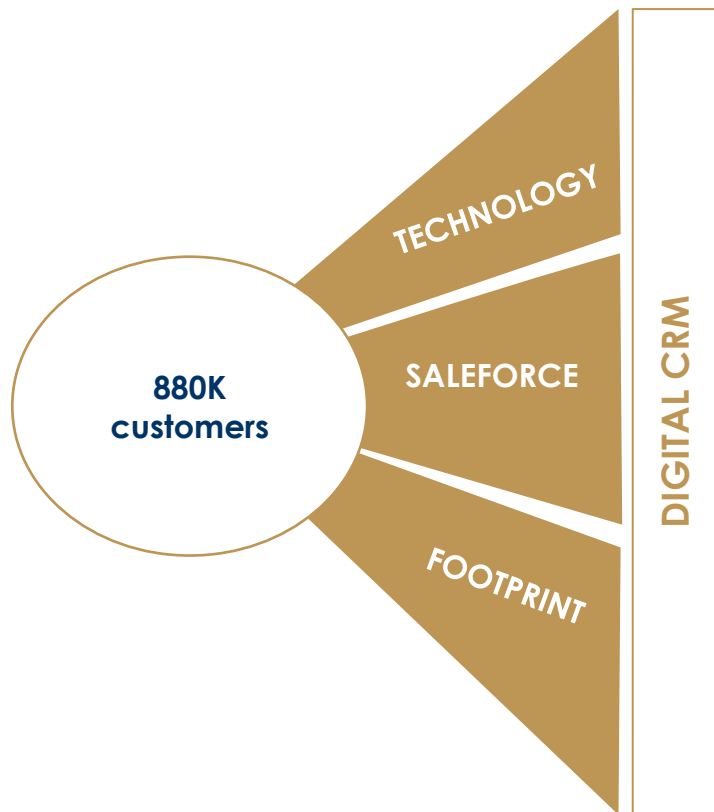 TECHNOLOGY
880K
customers
SALEFORCE
FOOTPRINT
DIGITAL CRM